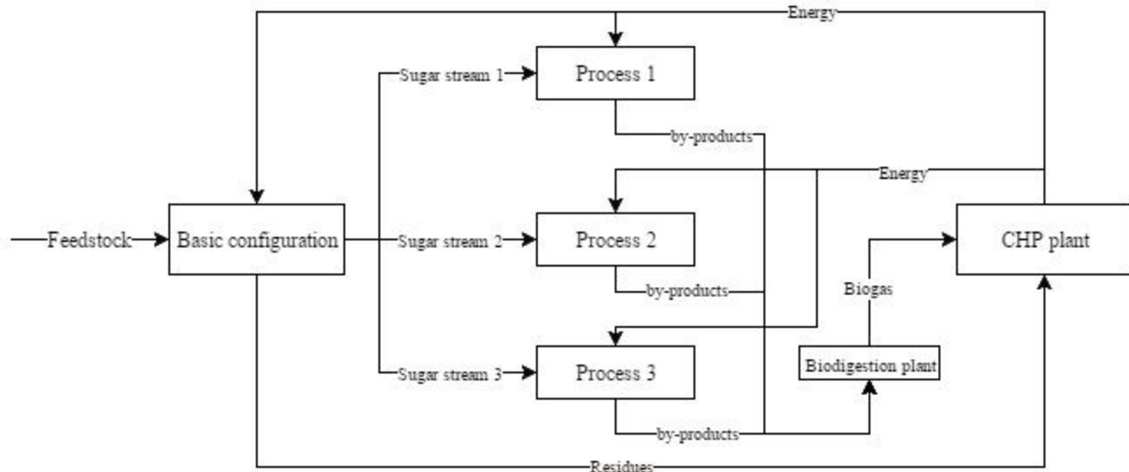 Energy
Sugar stream 1
Process 1
by-products
Energy
Feedstock
Basic configuration
Sugar stream 2
Process 2
CHP plant
by-products
Biogas
Sugar stream 3
Process 3
Biodigestion plant
by-products
Residues